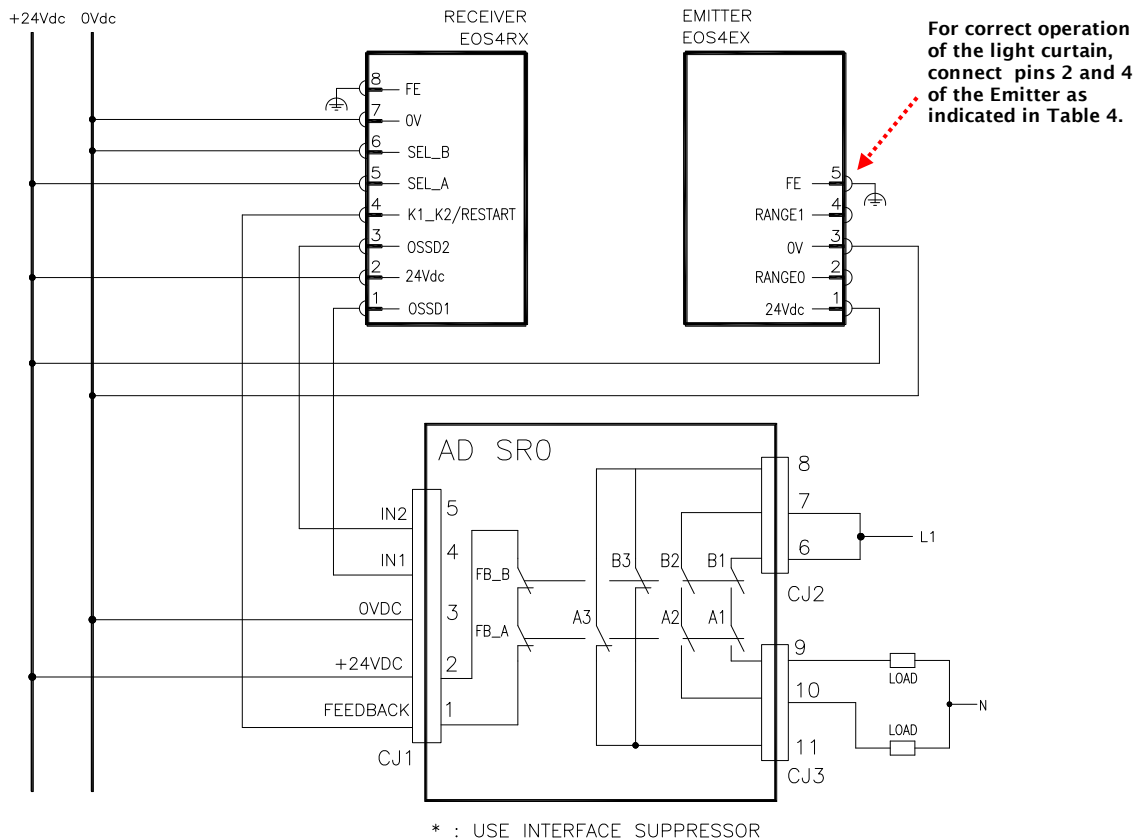 +24Vdc 0Vdc
RECEIVER
EOS4RX
EMITTER
EOS4EX
For correct operation
of the light curtain,
connect pins 2 and 4
of the Emitter as
indicated in Table 4.
8 FE
7 0V
6 SEL_B
5 SEL_A
4 K1_K2/RESTART
3 OSSD2
2 24Vdc
1 OSSD1
FE 5
RANGE1 4
0V 3
RANGE0 2
24Vdc 1
AD SR0
IN2 5
IN1 4
0VDC 3
+24VDC 2
FEEDBACK 1
CJ1
FB_B
FB_A
B3 B2 B1
A3 A2 A1
8
7
6
CJ2
L1
9
10
11
CJ3
LOAD
LOAD
N
* : USE INTERFACE SUPPRESSOR